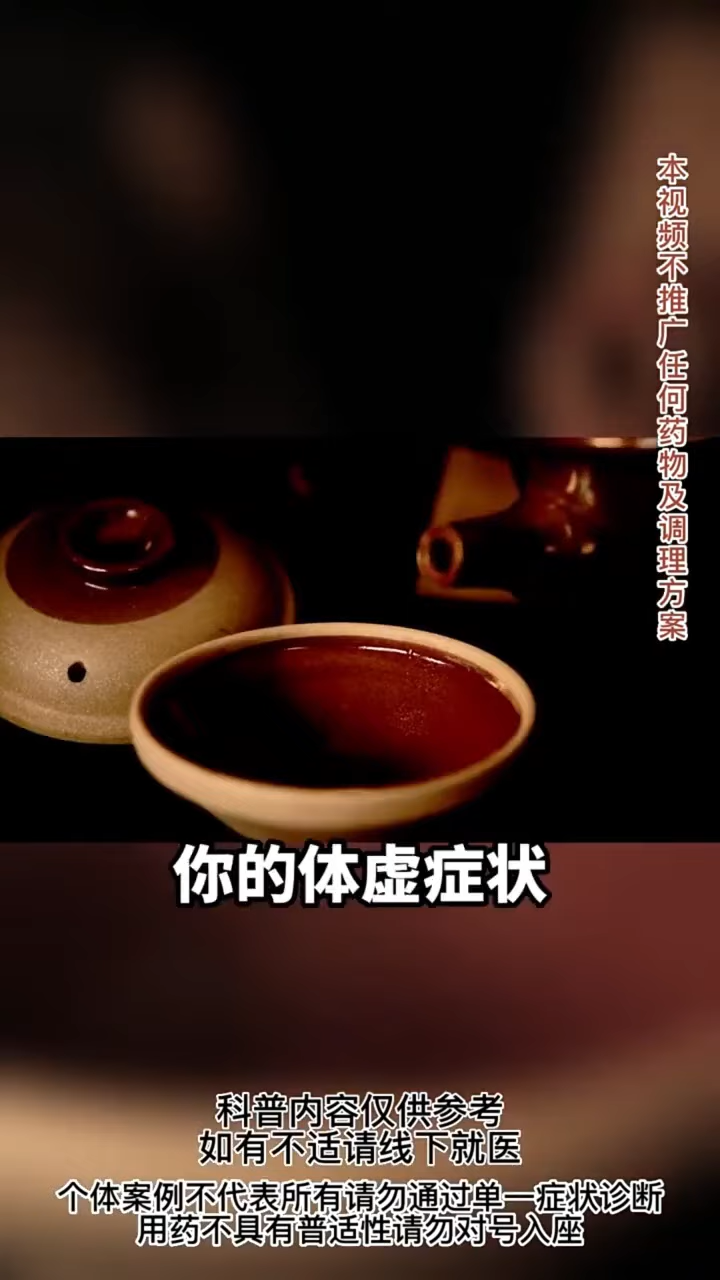 本视频不推广任何药物及调理方案
你的体虚症状
科普内容仅供参考
如有不适请线下就医
个体案例不代表所有请勿通过单一症状诊断
用药不具有普适性请勿对号入座